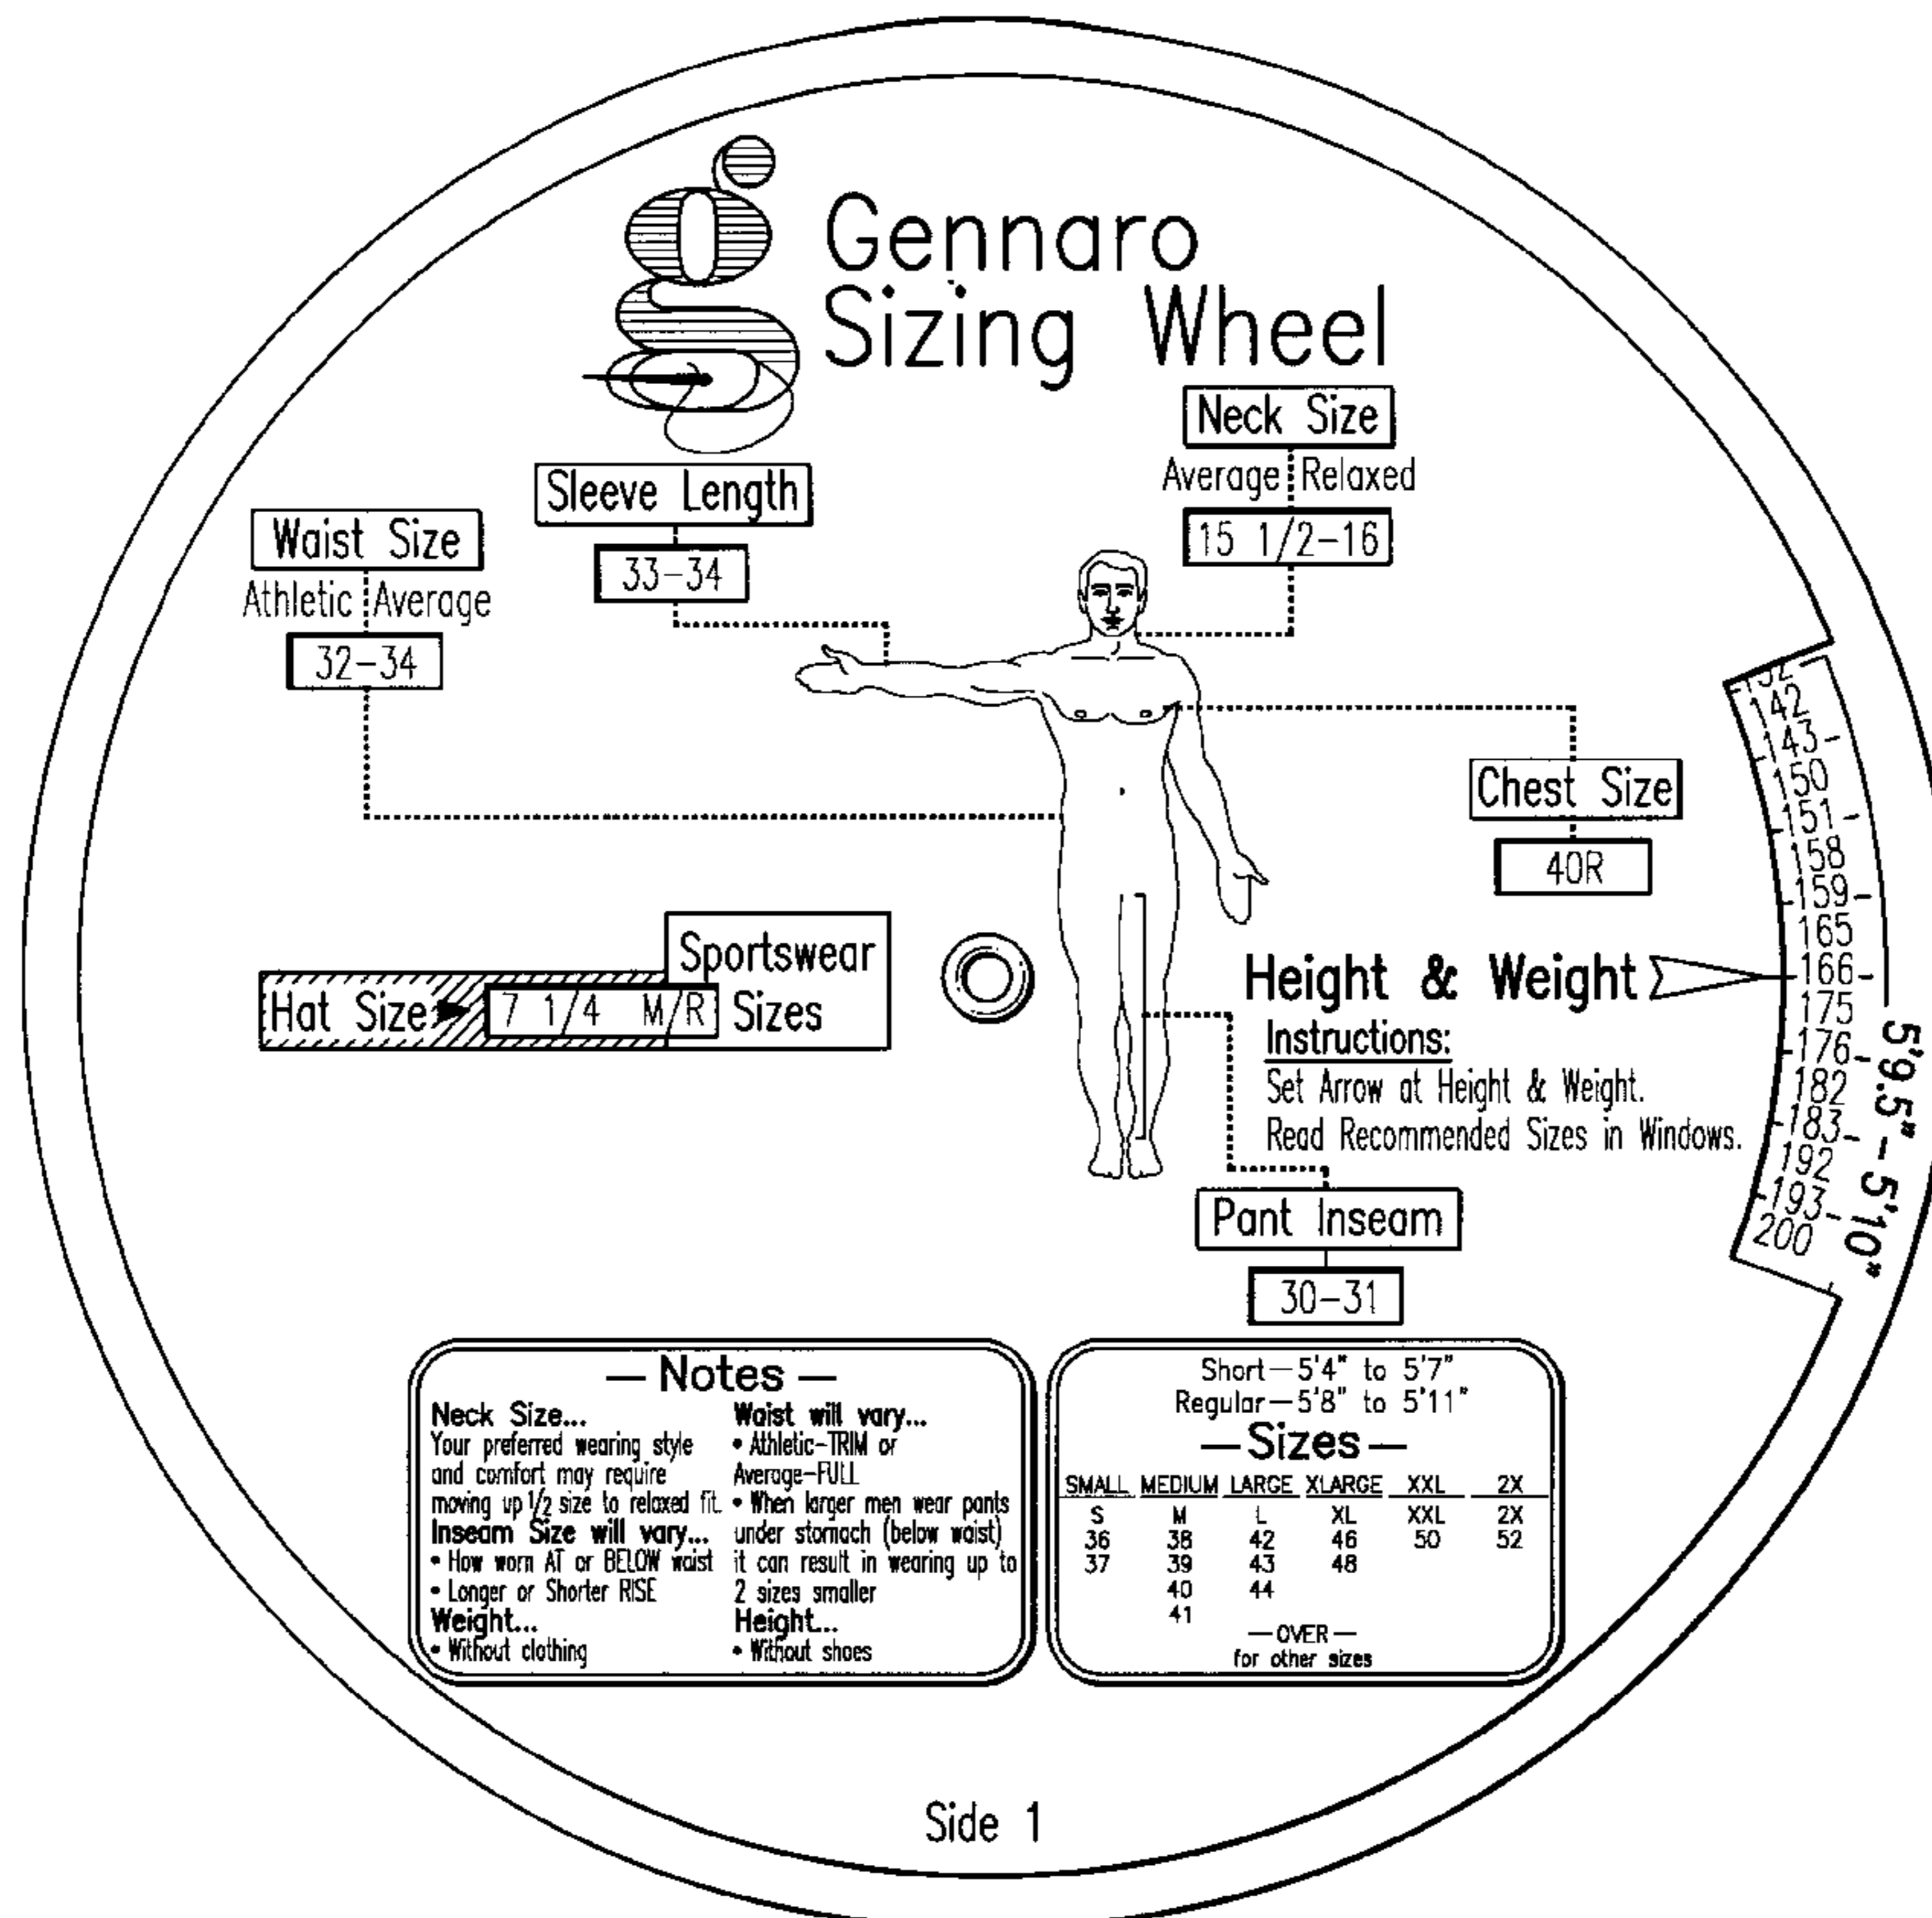 Gennaro
Sizing Wheel
Neck Size
Average Relaxed
15 1/2-16
Sleeve Length
33-34
Waist Size
Athletic Average
32-34
Chest Size
40R
Sportswear
Sizes
Hat Size
7 1/4 M/R
Height & Weight
Instructions:
Set Arrow at Height & Weight.
Read Recommended Sizes in Windows.
Pant Inseam
30-31
142
143-
150
151-
158
159-
165
166-
175
176-
182
183-
192
193-
200
5'9.5"-5'10"
— Notes —
Neck Size...
Your preferred wearing style
and comfort may require
moving up 1/2 size to relaxed fit.
Inseam Size will vary...
• How worn AT or BELOW waist
• Longer or Shorter RISE
Weight...
• Without clothing
Waist will vary...
• Athletic-TRIM or
Average-FULL
• When larger men wear pants
under stomach (below waist)
it can result in wearing up to
2 sizes smaller
Height...
• Without shoes
Short—5'4" to 5'7"
Regular—5'8" to 5'11"
—Sizes—
SMALL MEDIUM LARGE XLARGE XXL 2X
S M L XL XXL 2X
36 38 42 46 50 52
37 39 43 48
40 44
41
—OVER—
for other sizes
Side 1